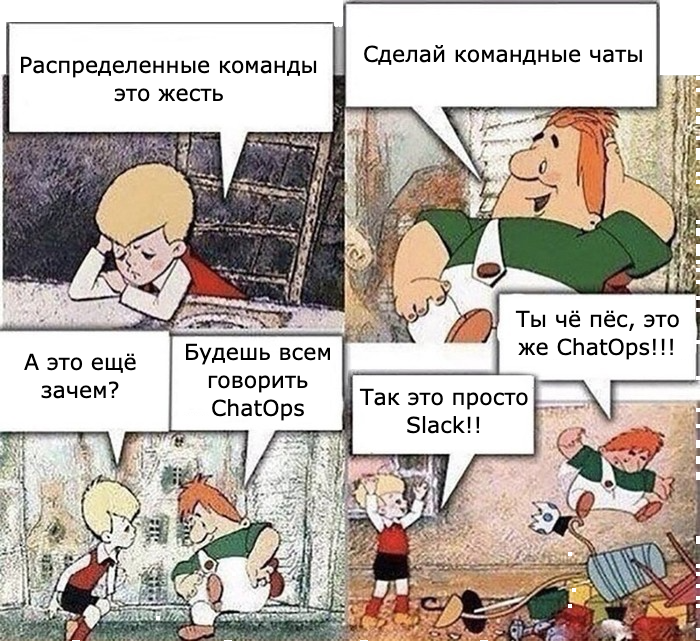 Распределенные команды
это жесть
Сделай командные чаты
А это ещё
зачем?
Будешь всем
говорить
ChatOps
Так это просто
Slack!!
Ты чё пёс, это
же ChatOps!!!